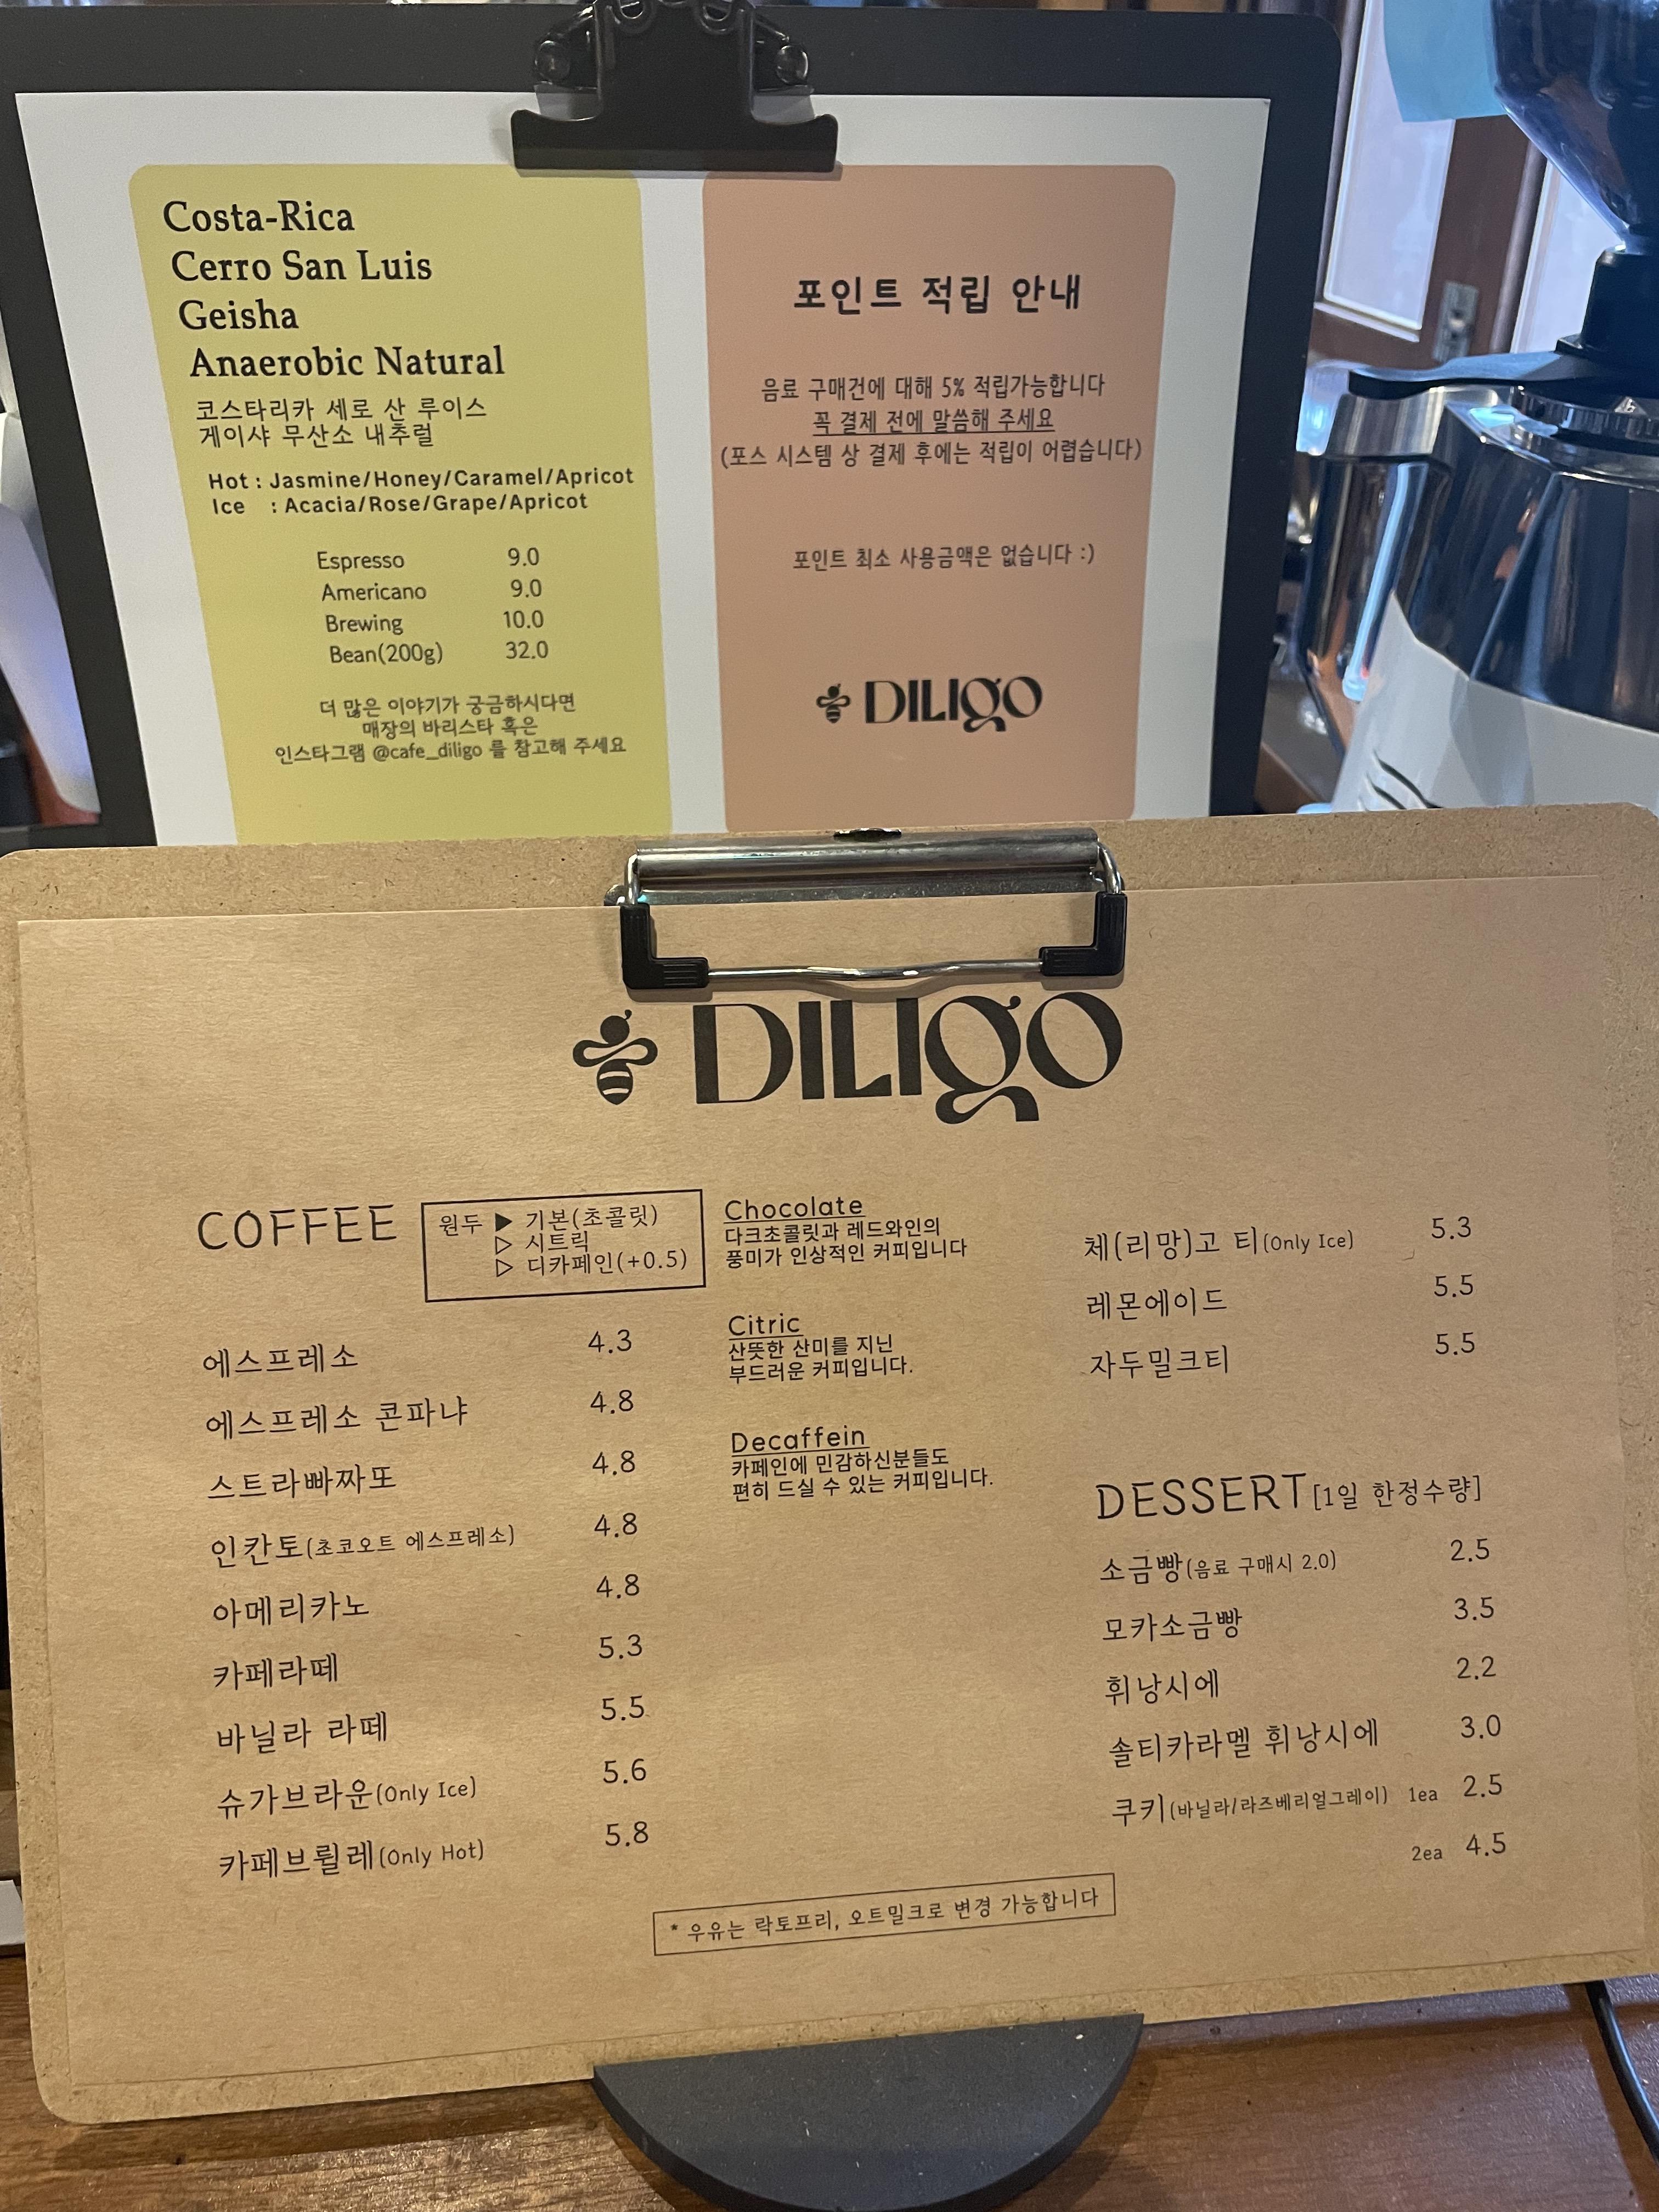 Costa-Rica
Cerro San Luis
Geisha
Anaerobic Natural
코스타리카 세로 산 루이스
게이샤 무산소 내추럴
Hot : Jasmine/Honey/Caramel/Apricot
Ice : Acacia/Rose/Grape/Apricot
Espresso 9.0
Americano 9.0
Brewing 10.0
Bean(200g) 32.0
더 많은 이야기가 궁금하시다면
매장의 바리스타 혹은
인스타그램 @cafe_diligo 를 참고해 주세요
포인트 적립 안내
음료 구매건에 대해 5% 적립가능합니다
꼭 결제 전에 말씀해 주세요
(포스 시스템 상 결제 후에는 적립이 어렵습니다)
포인트 최소 사용금액은 없습니다 :)
DILIgO
DILIgO
COFFEE
원두 ▶ 기본(초콜릿)
▷ 시트릭
▷ 디카페인(+0.5)
에스프레소 4.3
에스프레소 콘파냐 4.8
스트라빠짜또 4.8
인칸토(초코오트 에스프레소) 4.8
아메리카노 4.8
카페라떼 5.3
바닐라 라떼 5.5
슈가브라운(Only Ice) 5.6
카페브륄레(Only Hot) 5.8
Chocolate
다크초콜릿과 레드와인의
풍미가 인상적인 커피입니다
Citric
산뜻한 산미를 지닌
부드러운 커피입니다.
Decaffein
카페인에 민감하신분들도
편히 드실 수 있는 커피입니다.
체(리망)고 티(Only Ice) 5.3
레몬에이드 5.5
자두밀크티 5.5
DESSERT[1일 한정수량]
소금빵(음료 구매시 2.0) 2.5
모카소금빵 3.5
휘낭시에 2.2
솔티카라멜 휘낭시에 3.0
쿠키(바닐라/라즈베리얼그레이) 1ea 2.5
2ea 4.5
* 우유는 락토프리, 오트밀크로 변경 가능합니다